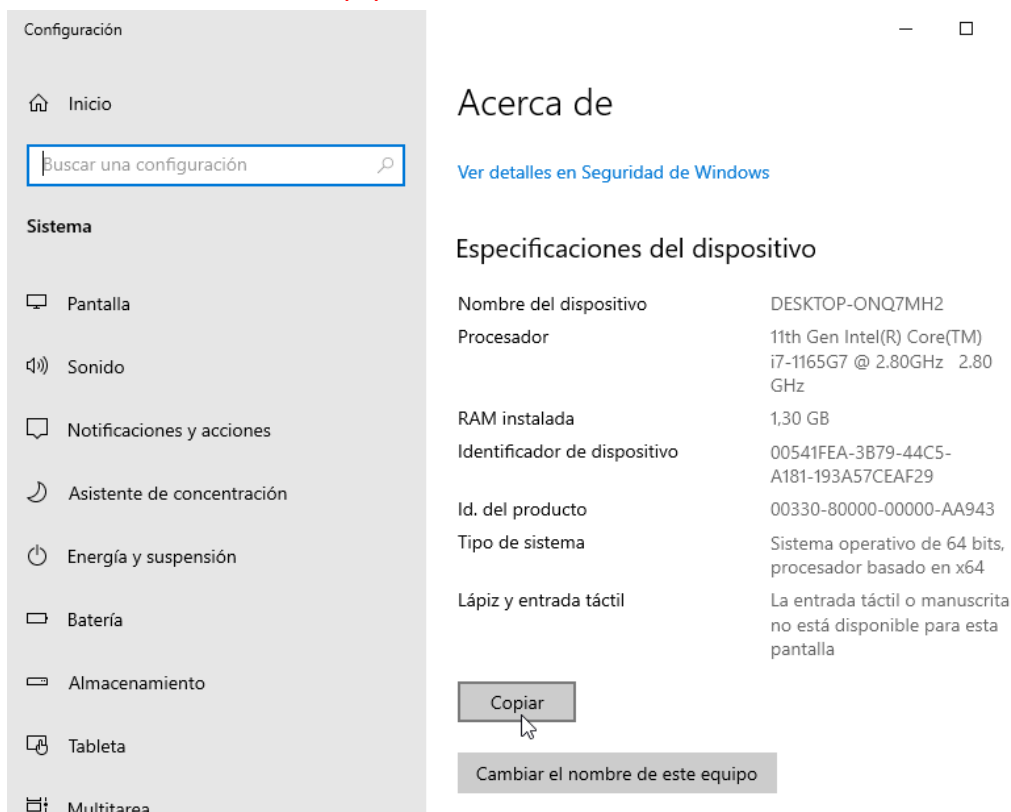 Configuración
Inicio
Buscar una configuración
Sistema
Pantalla
Sonido
Notificaciones y acciones
Asistente de concentración
Energía y suspensión
Batería
Almacenamiento
Tableta
Multitarea
Acerca de
Ver detalles en Seguridad de Windows
Especificaciones del dispositivo
Nombre del dispositivo DESKTOP-ONQ7MH2
Procesador 11th Gen Intel(R) Core(TM)
i7-1165G7 @ 2.80GHz 2.80
GHz
RAM instalada 1,30 GB
Identificador de dispositivo 00541FEA-3B79-44C5-
A181-193A57CEAF29
Id. del producto 00330-80000-00000-AA943
Tipo de sistema Sistema operativo de 64 bits,
procesador basado en x64
Lápiz y entrada táctil La entrada táctil o manuscrita
no está disponible para esta
pantalla
Copiar
Cambiar el nombre de este equipo